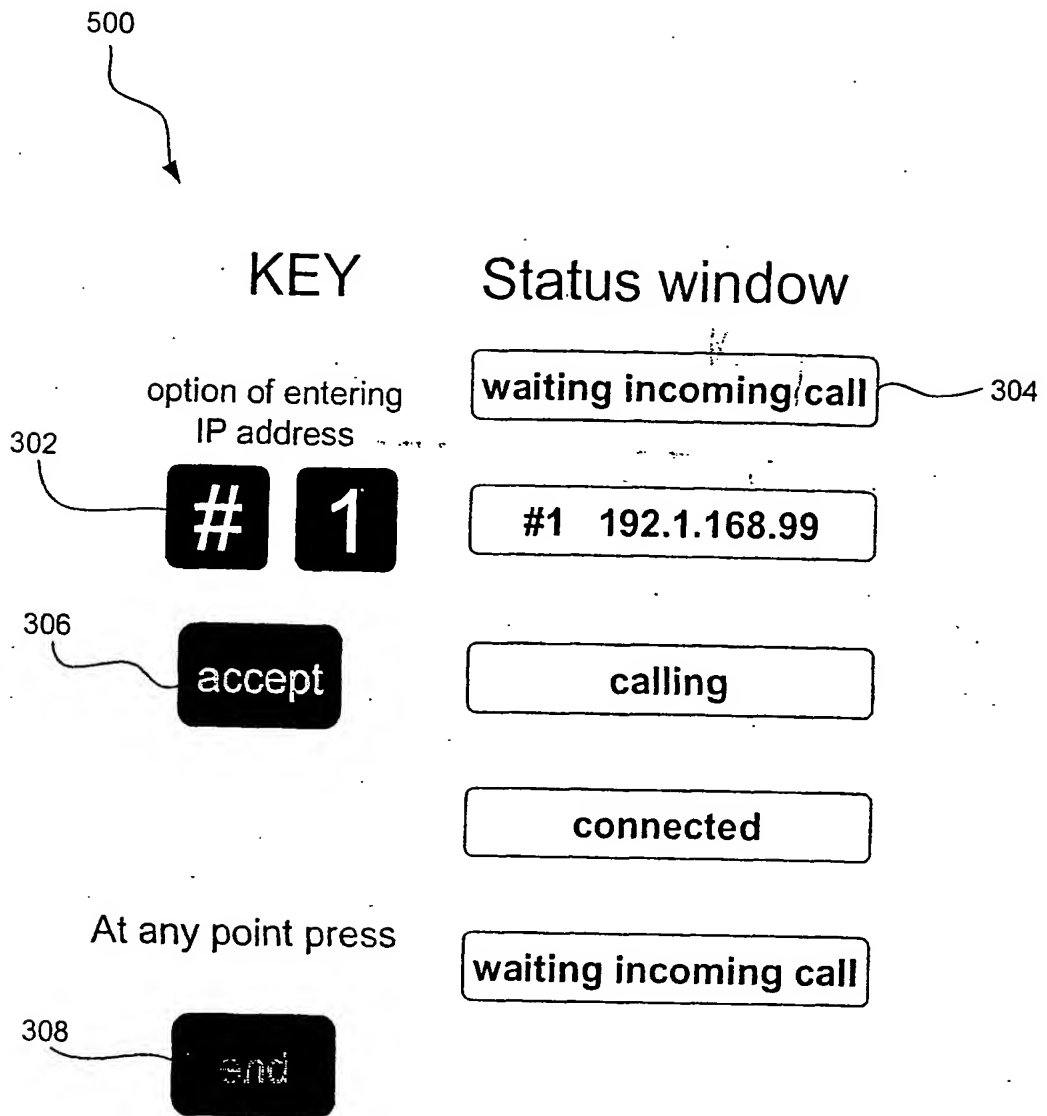 500
KEY Status window
option of entering
IP address
waiting incoming call
304
302
# 1
#1 192.1.168.99
306
accept
calling
connected
At any point press
waiting incoming call
308
end